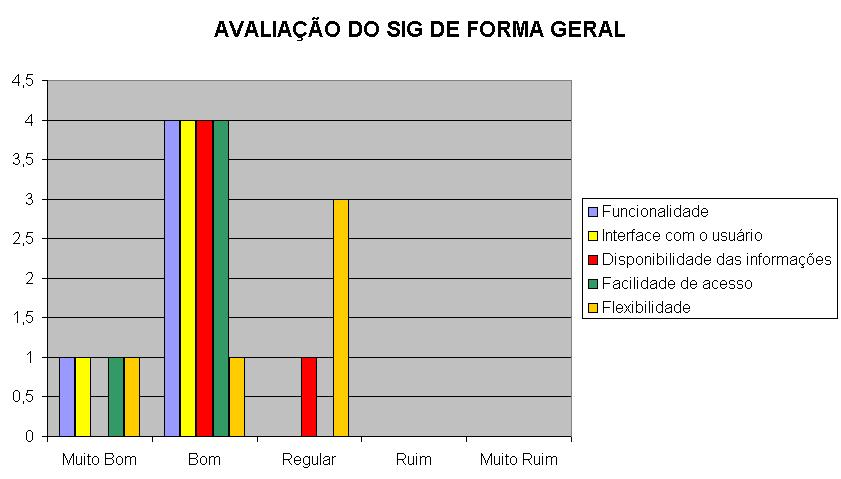 AVALIAÇÃO DO SIG DE FORMA GERAL
4,5
4
3,5
3
2,5
2
1,5
1
0,5
0
Muito Bom
Bom
Regular
Ruim
Muito Ruim
Funcionalidade
Interface com o usuário
Disponibilidade das informações
Facilidade de acesso
Flexibilidade